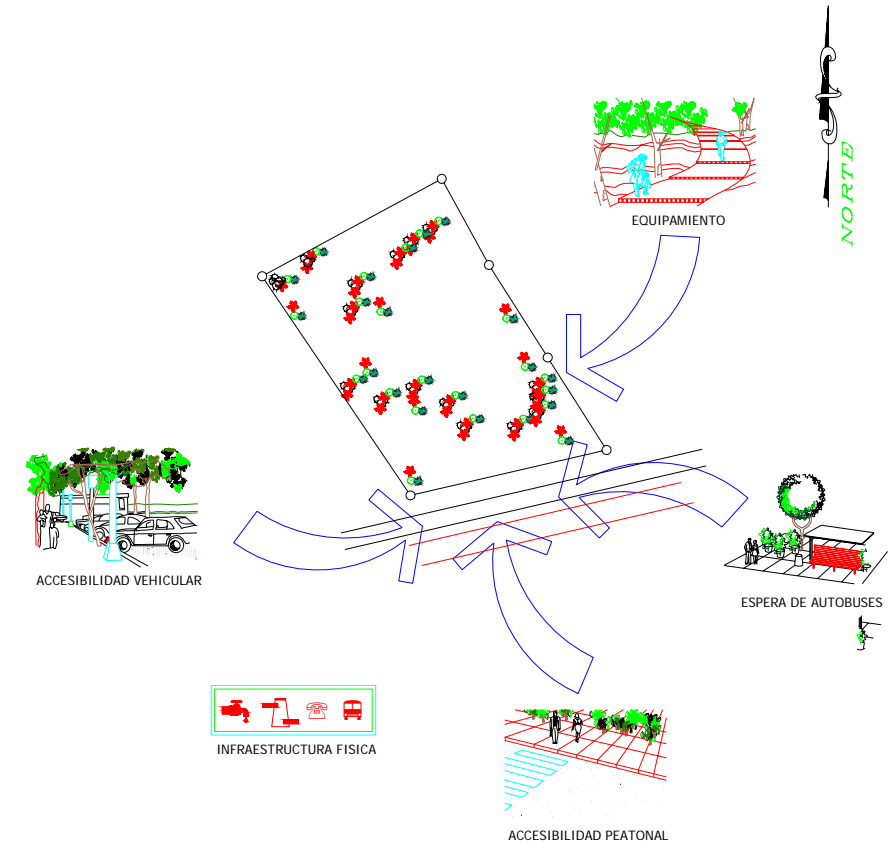 NORTE
EQUIPAMIENTO
ACCESIBILIDAD VEHICULAR
ESPERA DE AUTOBUSES
INFRAESTRUCTURA FISICA
ACCESIBILIDAD PEATONAL